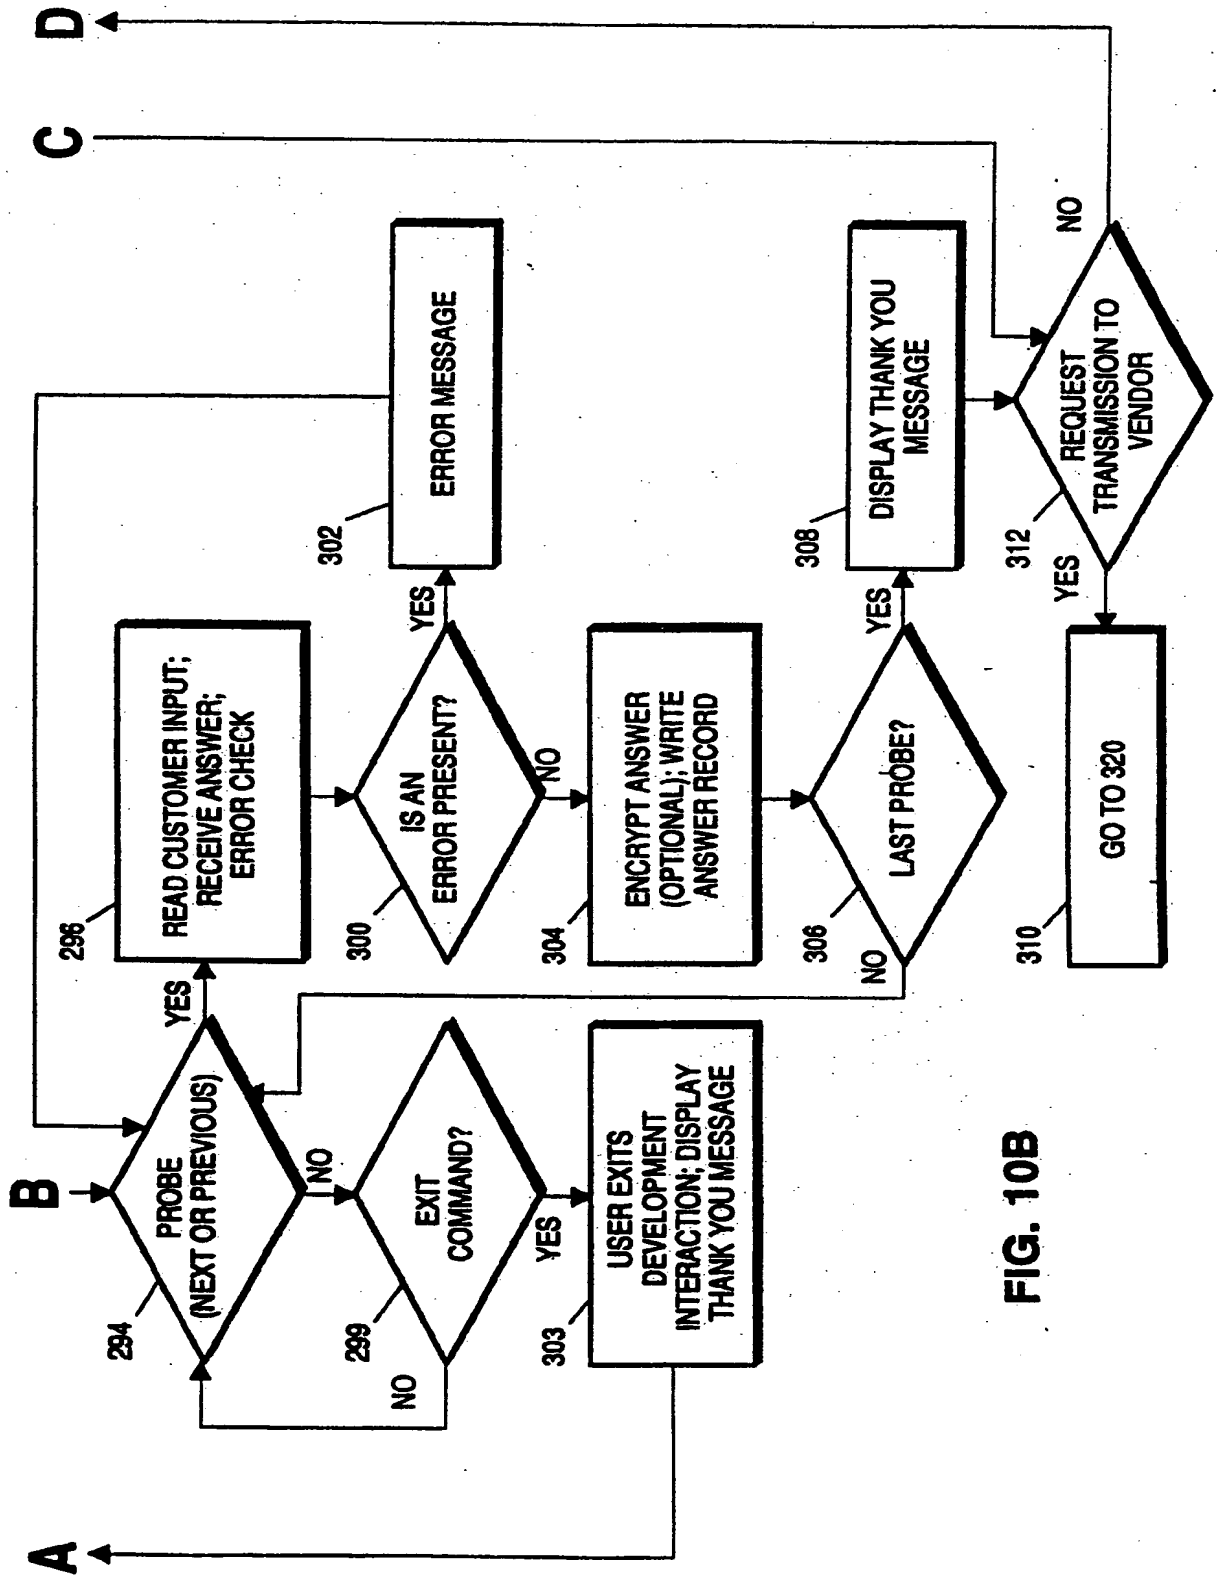 A
B
C
D
294
PROBE
(NEXT OR PREVIOUS)
YES
NO
296
READ CUSTOMER INPUT;
RECEIVE ANSWER;
ERROR CHECK
299
EXIT
COMMAND?
NO
YES
300
IS AN
ERROR PRESENT?
YES
NO
302
ERROR MESSAGE
303
USER EXITS
DEVELOPMENT
INTERACTION; DISPLAY
THANK YOU MESSAGE
304
ENCRYPT ANSWER
(OPTIONAL); WRITE
ANSWER RECORD
306
LAST PROBE?
NO
YES
308
DISPLAY THANK YOU
MESSAGE
310
GO TO 320
YES
312
REQUEST
TRANSMISSION TO
VENDOR
NO
FIG. 10B